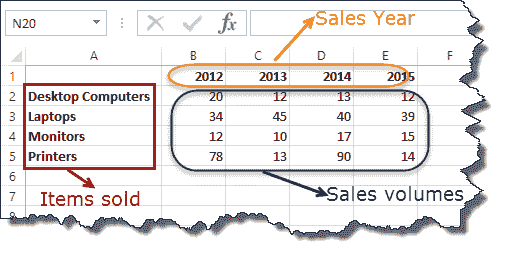 N20 fx
Sales Year
A B C D E F
1 2012 2013 2014 2015
2 Desktop Computers 20 12 13 12
3 Laptops 34 45 40 39
4 Monitors 12 10 17 15
5 Printers 78 13 90 14
6
7 Items sold Sales volumes